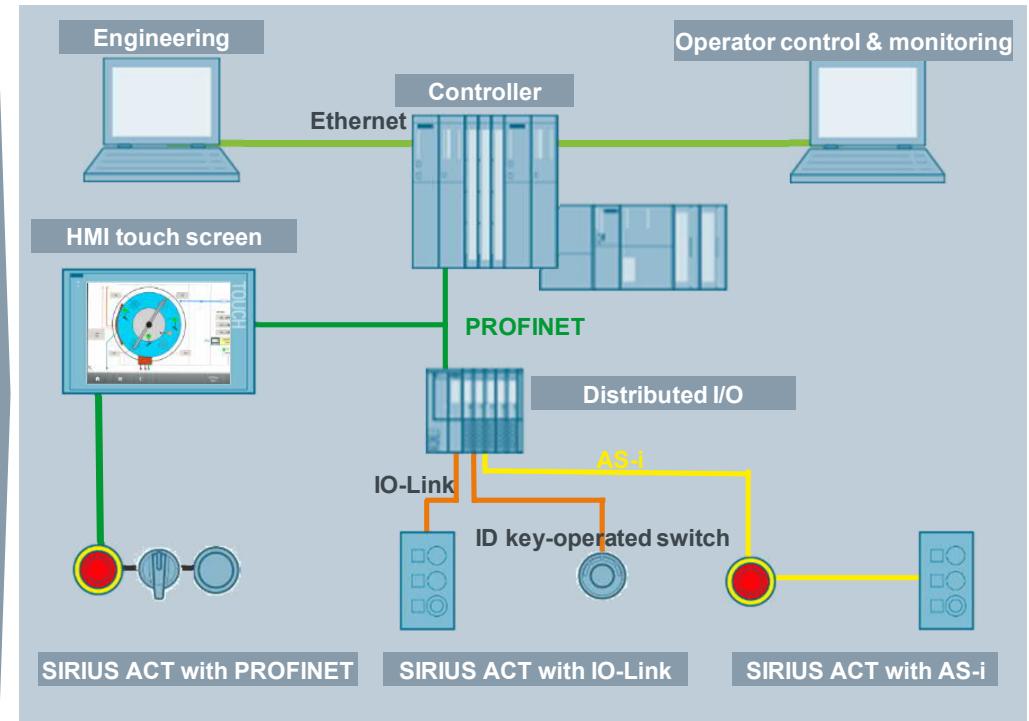 Engineering
Operator control & monitoring
Controller
Ethernet
HMI touch screen
TOUCH
PROFINET
Distributed I/O
AS-i
IO-Link
ID key-operated switch
SIRIUS ACT with PROFINET
SIRIUS ACT with IO-Link
SIRIUS ACT with AS-i